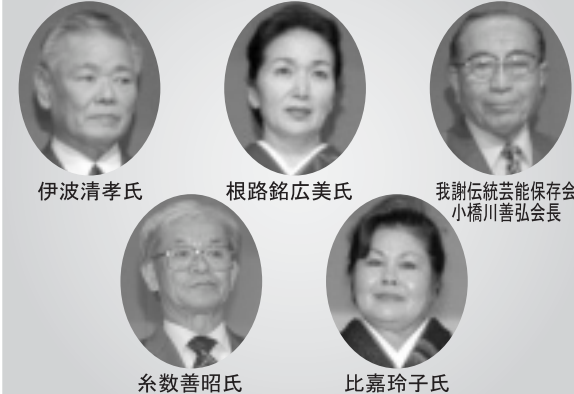 伊波清孝氏
根路銘広美氏
我謝伝統芸能保存会
小橋川善弘会長
糸数善昭氏
比嘉玲子氏